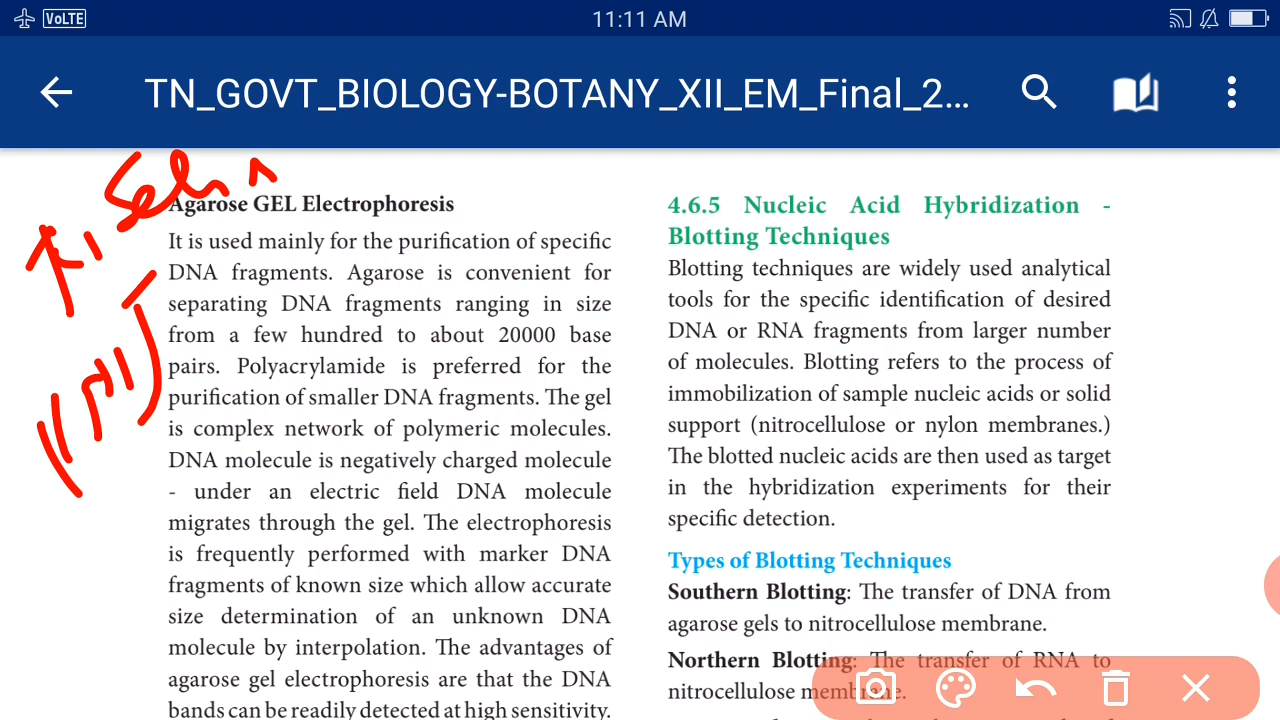 VoLTE 11:11 AM
TN_GOVT_BIOLOGY-BOTANY_XII_EM_Final_2...
Agarose GEL Electrophoresis
It is used mainly for the purification of specific
DNA fragments. Agarose is convenient for
separating DNA fragments ranging in size
from a few hundred to about 20000 base
pairs. Polyacrylamide is preferred for the
purification of smaller DNA fragments. The gel
is complex network of polymeric molecules.
DNA molecule is negatively charged molecule
- under an electric field DNA molecule
migrates through the gel. The electrophoresis
is frequently performed with marker DNA
fragments of known size which allow accurate
size determination of an unknown DNA
molecule by interpolation. The advantages of
agarose gel electrophoresis are that the DNA
bands can be readily detected at high sensitivity.
4.6.5 Nucleic Acid Hybridization -
Blotting Techniques
Blotting techniques are widely used analytical
tools for the specific identification of desired
DNA or RNA fragments from larger number
of molecules. Blotting refers to the process of
immobilization of sample nucleic acids or solid
support (nitrocellulose or nylon membranes.)
The blotted nucleic acids are then used as target
in the hybridization experiments for their
specific detection.
Types of Blotting Techniques
Southern Blotting: The transfer of DNA from
agarose gels to nitrocellulose membrane.
Northern Blotting: The transfer of RNA to
nitrocellulose membrane.